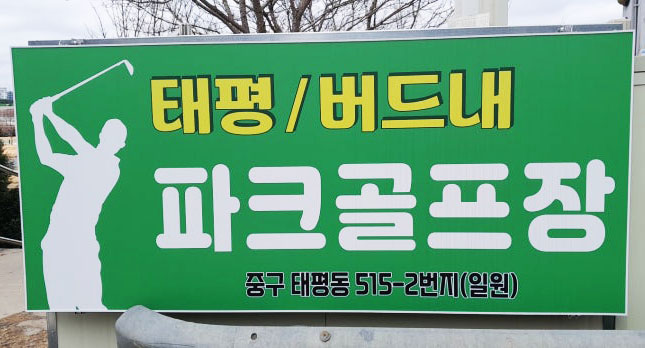 태평 / 버드내
파크골프장
중구 태평동 515-2번지(일원)